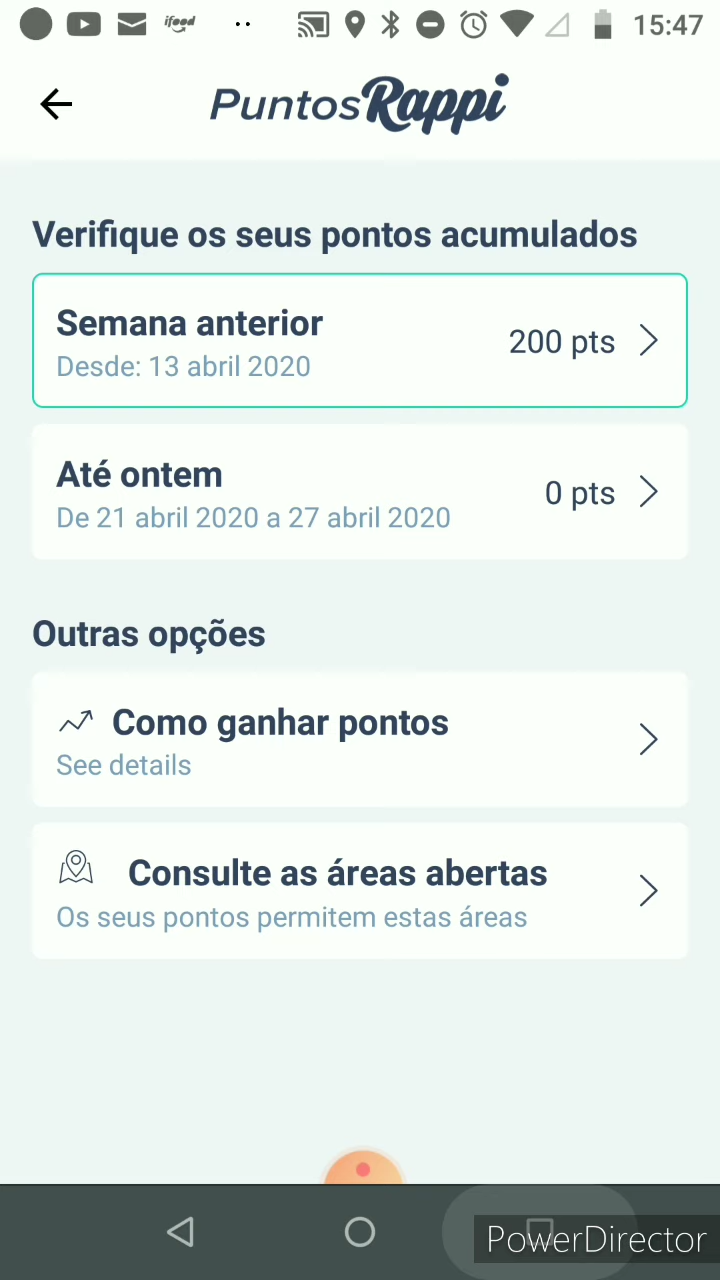 ifood
15:47
PuntosRappi
Verifique os seus pontos acumulados
Semana anterior
200 pts
Desde: 13 abril 2020
Até ontem
0 pts
De 21 abril 2020 a 27 abril 2020
Outras opções
Como ganhar pontos
See details
Consulte as áreas abertas
Os seus pontos permitem estas áreas
PowerDirector